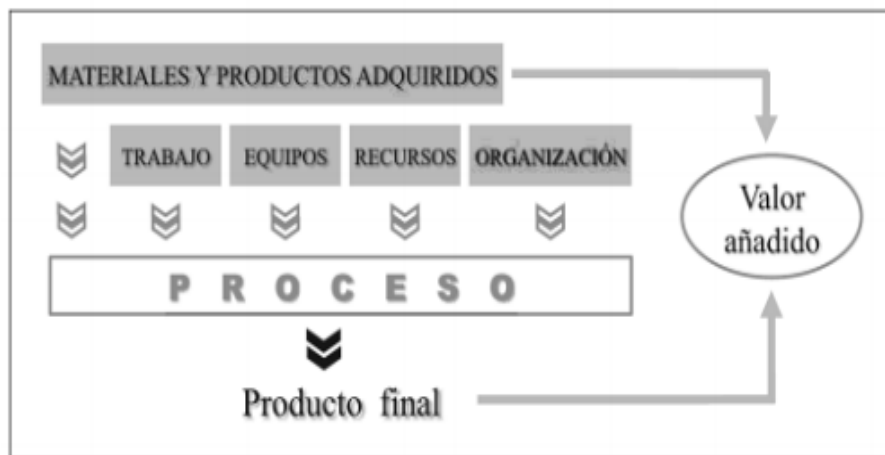 MATERIALES Y PRODUCTOS ADQUIRIDOS
TRABAJO
EQUIPOS
RECURSOS
ORGANIZACIÓN
Valor
añadido
PROCESO
Producto final